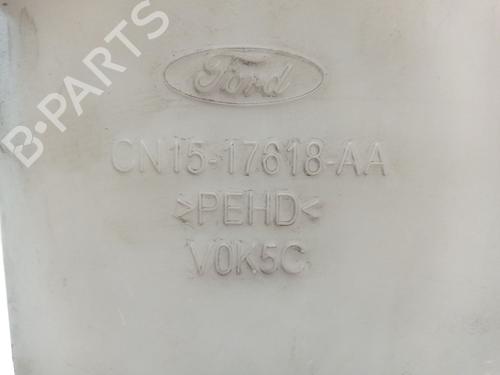 B-PARTS
Ford
CN15-17618-AA
>PEHD<
V0K5C